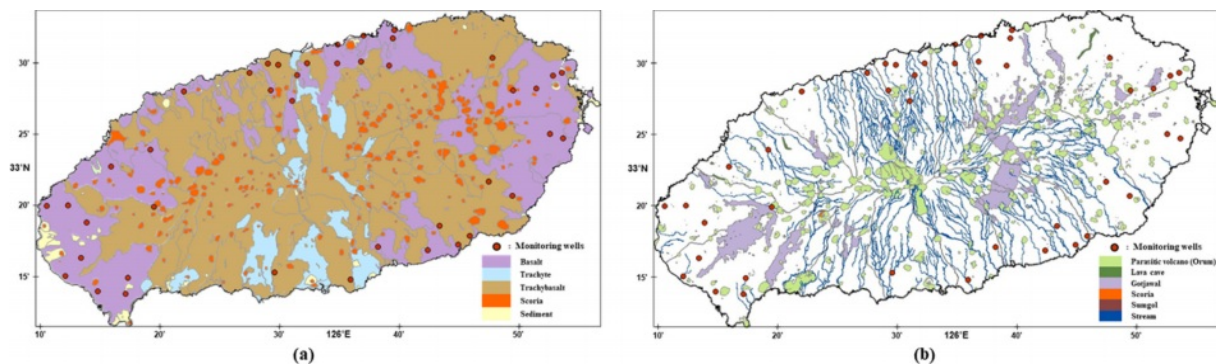 30'
25'
33°N
20'
15'
: Monitoring wells
Basalt
Trachyte
Trachybasalt
Scoria
Sediment
10' 20' 30' 126°E 40' 50'
(a)
30'
25'
33°N
20'
15'
: Monitoring wells
Parasitic volcano (Orum)
Lava cave
Gotjawal
Scoria
Sumgol
Stream
10' 20' 30' 126°E 40' 50'
(b)